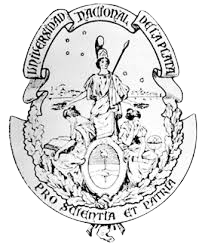 UNIVERSIDAD NACIONAL DE LA PLATA
PRO SCIENTIA ET PATRIA